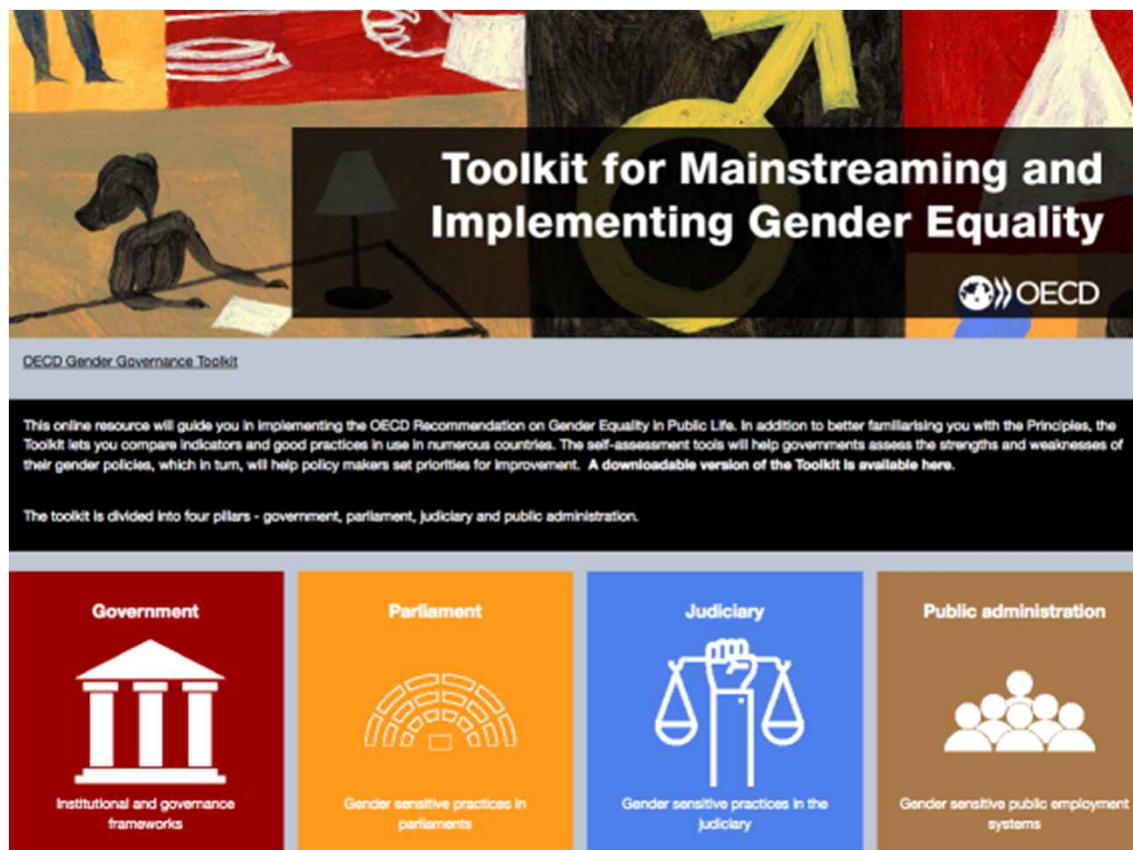 Toolkit for Mainstreaming and
Implementing Gender Equality
OECD
OECD Gender Governance Toolkit
This online resource will guide you in implementing the OECD Recommendation on Gender Equality in Public Life. In addition to better familiarising you with the Principles, the
Toolkit lets you compare indicators and good practices in use in numerous countries. The self-assessment tools will help governments assess the strengths and weaknesses of
their gender policies, which in turn, will help policy makers set priorities for improvement. A downloadable version of the Toolkit is available here.
The toolkit is divided into four pillars - government, parliament, judiciary and public administration.
Government
Institutional and governance
frameworks
Parliament
Gender sensitive practices in
parliaments
Judiciary
Gender sensitive practices in the
judiciary
Public administration
Gender sensitive public employment
systems